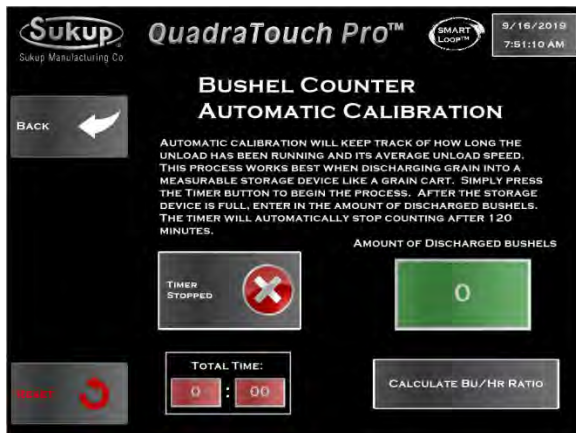 Sukup
Sukup Manufacturing Co
QuadraTouch Pro™
SMART
LOOP™
9/16/2019
7:51:10 AM
BUSHEL COUNTER
AUTOMATIC CALIBRATION
BACK
AUTOMATIC CALIBRATION WILL KEEP TRACK OF HOW LONG THE
UNLOAD HAS BEEN RUNNING AND ITS AVERAGE UNLOAD SPEED.
THIS PROCESS WORKS BEST WHEN DISCHARGING GRAIN INTO A
MEASURABLE STORAGE DEVICE LIKE A GRAIN CART. SIMPLY PRESS
THE TIMER BUTTON TO BEGIN THE PROCESS. AFTER THE STORAGE
DEVICE IS FULL, ENTER IN THE AMOUNT OF DISCHARGED BUSHELS.
THE TIMER WILL AUTOMATICALLY STOP COUNTING AFTER 120
MINUTES.
AMOUNT OF DISCHARGED BUSHELS
TIMER
STOPPED
0
TOTAL TIME:
0 : 00
RESET
CALCULATE BU/HR RATIO